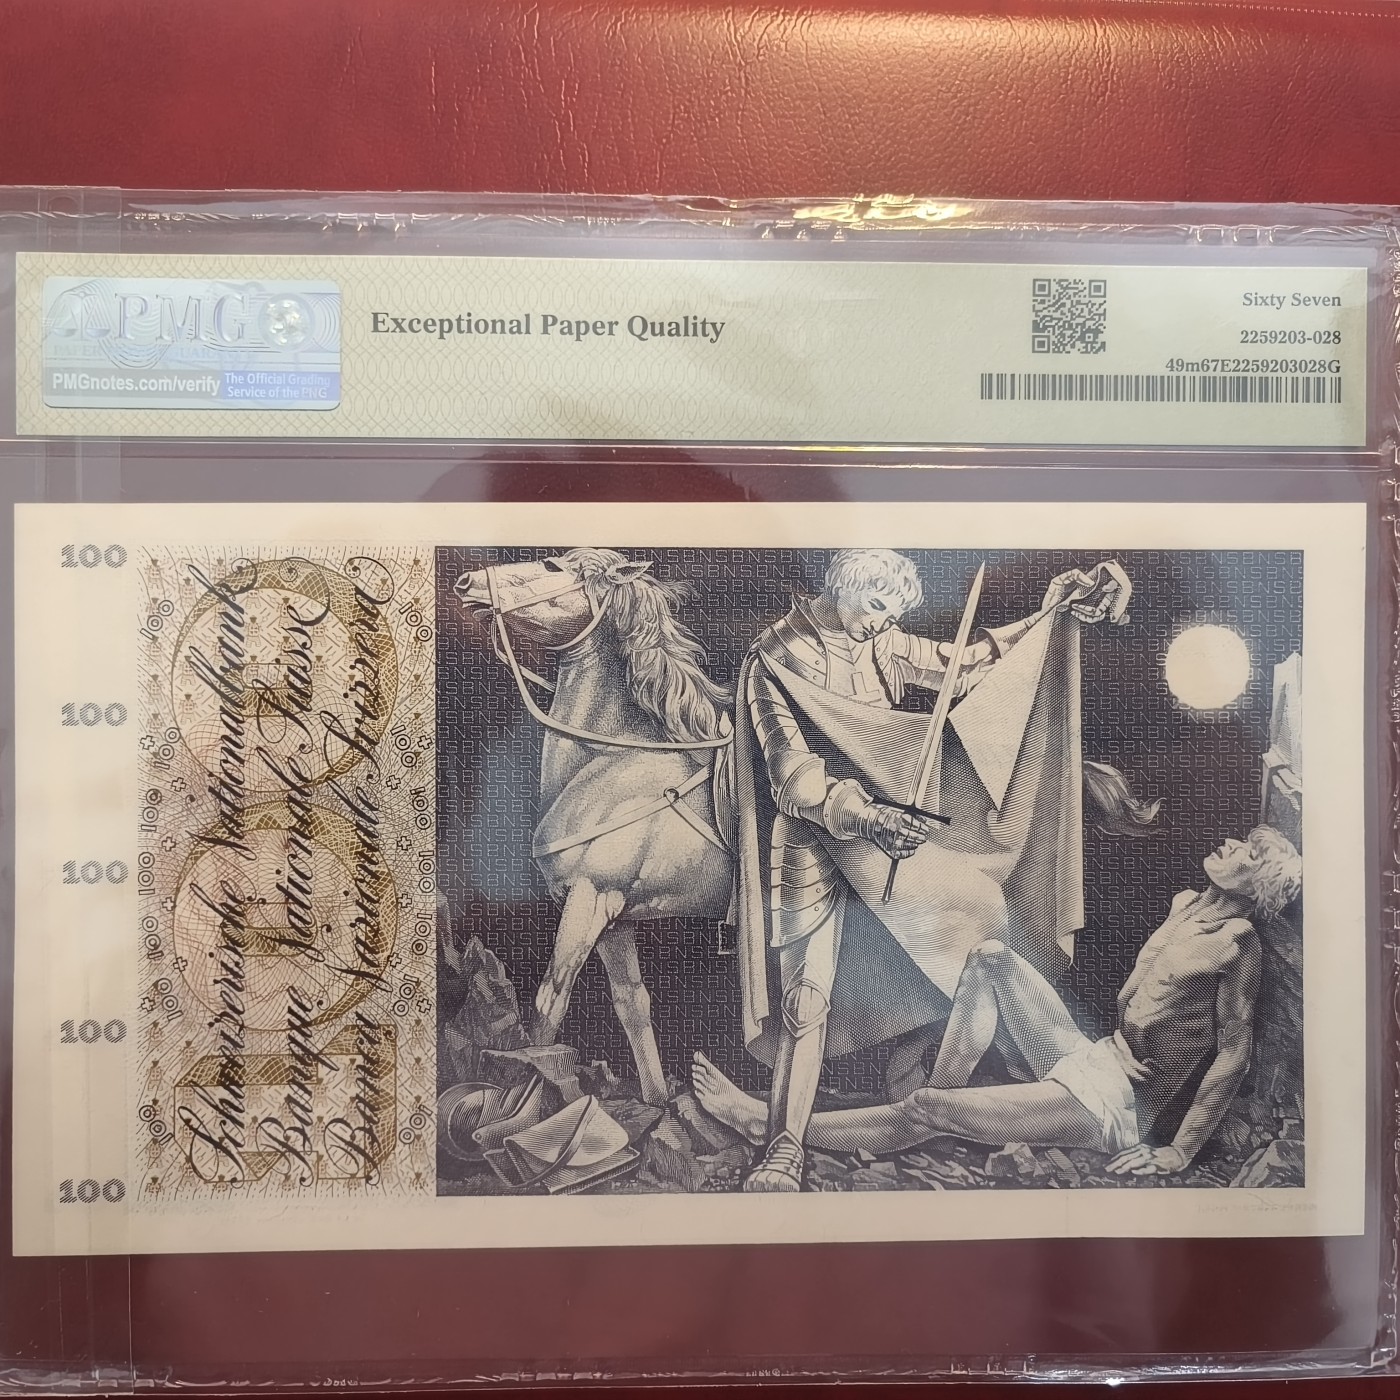 PMG
PMGnotes.com/verify
The Official Grading
Service of the PNG
Exceptional Paper Quality
Sixty Seven
2259203-028
49m67E2259203028G
100
100
100
100
100
Schweizerische Nationalbank
Banque Nationale Suisse
Banca Nazionale Svizzera